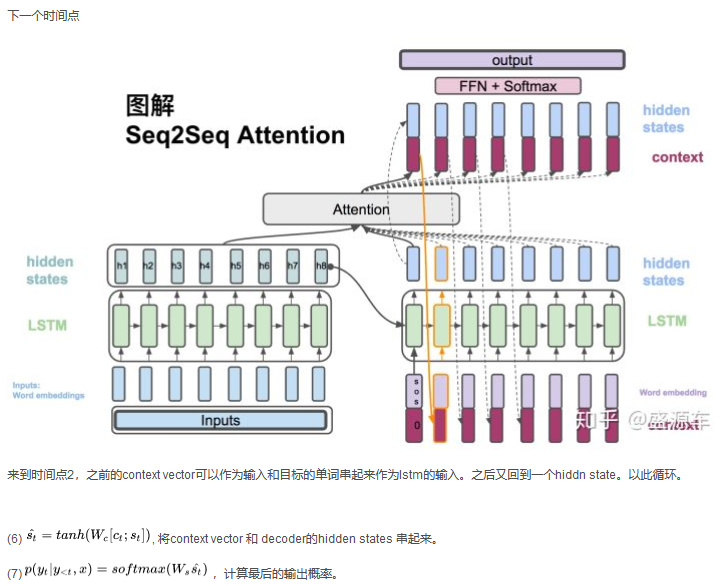 下一个时间点
output
FFN + Softmax
图解
Seq2Seq Attention
hidden
states
context
Attention
hidden
states
h1 h2 h3 h4 h5 h6 h7 h8
hidden
states
LSTM
LSTM
Inputs:
Word embeddings
sos
Word embedding
0
Inputs
知乎 @盛源车
来到时间点2，之前的context vector可以作为输入和目标的单词串起来作为lstm的输入。之后又回到一个hiddn state。以此循环。
(6) ŝ_t = tanh(W_c[c_t; s_t]), 将context vector 和 decoder的hidden states 串起来。
(7) p(y_t|y_{<t}, x) = softmax(W_s ŝ_t) ，计算最后的输出概率。